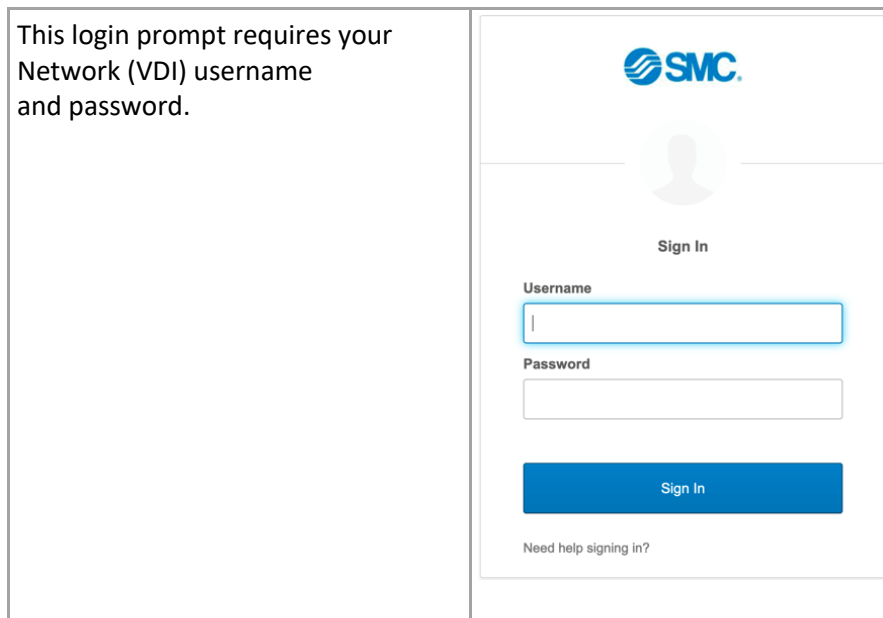 This login prompt requires your
Network (VDI) username
and password.
SMC.
Sign In
Username
Password
Sign In
Need help signing in?